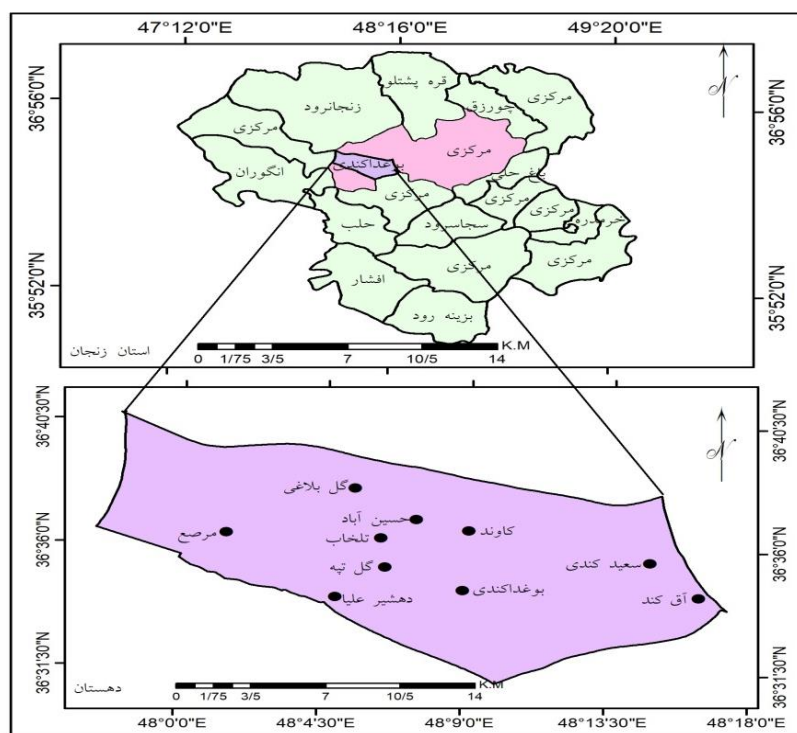 47°12'0"E 48°16'0"E 49°20'0"E
36°56'0"N
36°56'0"N
35°52'0"N
35°52'0"N
N
قره پشتلو
زنجانرود
چورزق
مرکزی
مرکزی
مرکزی
بوغداکندی
انگوران
باغ حلی
مرکزی
مرکزی
مرکزی
خرمدره
حلب
سجاسرود
مرکزی
مرکزی
افشار
بزینه رود
استان زنجان
K.M
0 1/75 3/5 7 10/5 14
36°40'30"N
36°40'30"N
36°36'0"N
36°36'0"N
36°31'30"N
36°31'30"N
N
گل بلاغی
حسین آباد
کاوند
مرصع
تلخاب
گل تپه
سعید کندی
بوغداکندی
دهشیر علیا
آق کند
دهستان
K.M
0 1/75 3/5 7 10/5 14
48°0'0"E 48°4'30"E 48°9'0"E 48°13'30"E 48°18'0"E